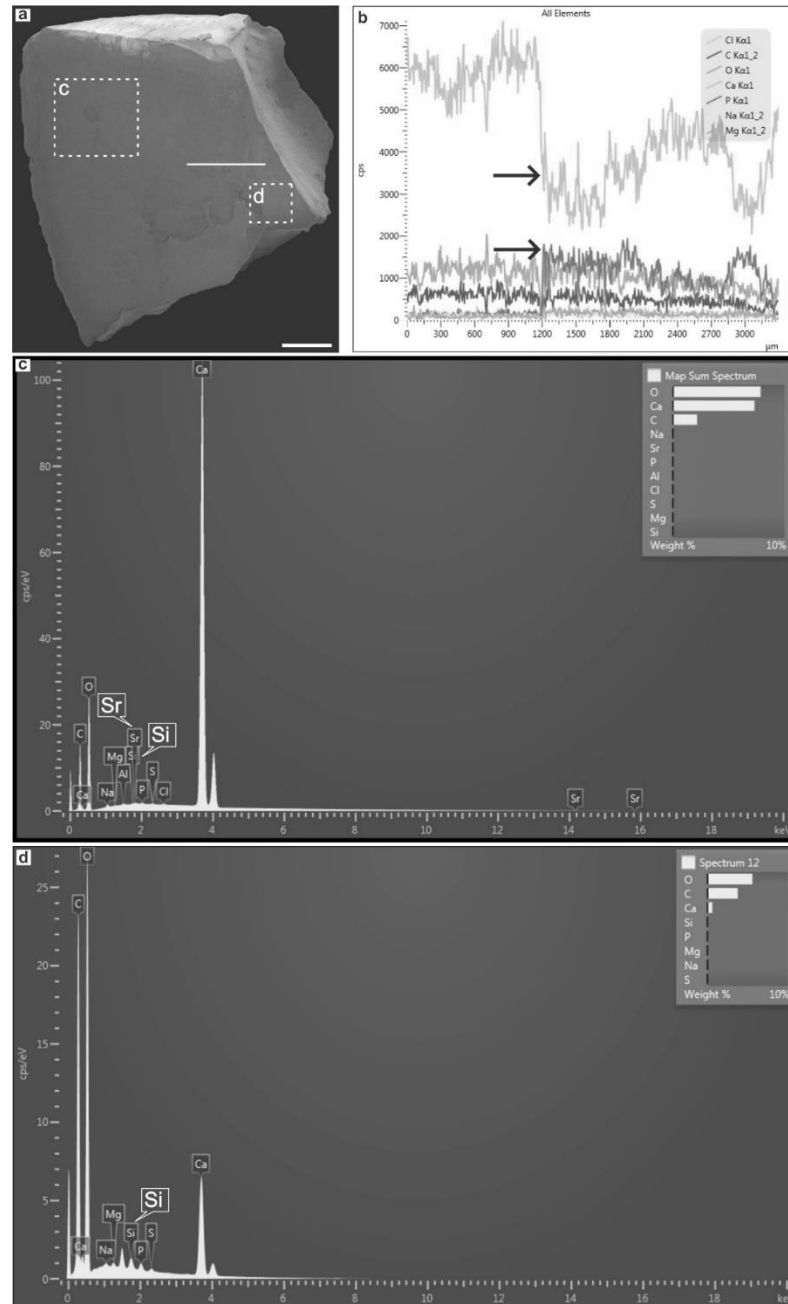 a
c
d
b
All Elements
7000
6000
5000
4000
3000
2000
1000
0
cps
Cl Kα1
C Kα1_2
O Kα1
Ca Kα1
P Kα1
Na Kα1_2
Mg Kα1_2
0 300 600 900 1200 1500 1800 2100 2400 2700 3000
µm
c
Ca
100
80
60
40
20
0
cps/eV
Map Sum Spectrum
O
Ca
C
Na
Sr
P
Al
Cl
S
Mg
Si
Weight % 10%
O
Sr
Sr
Si
C
Mg
S
Al
S
Ca
Na
P
Cl
Sr
Sr
0 2 4 6 8 10 12 14 16 18 keV
d
O
25
20
15
10
5
0
cps/eV
C
Spectrum 12
O
C
Ca
Si
P
Mg
Na
S
Weight % 10%
Ca
Si
Mg
Si
S
Ca
Na
P
0 2 4 6 8 10 12 14 16 18